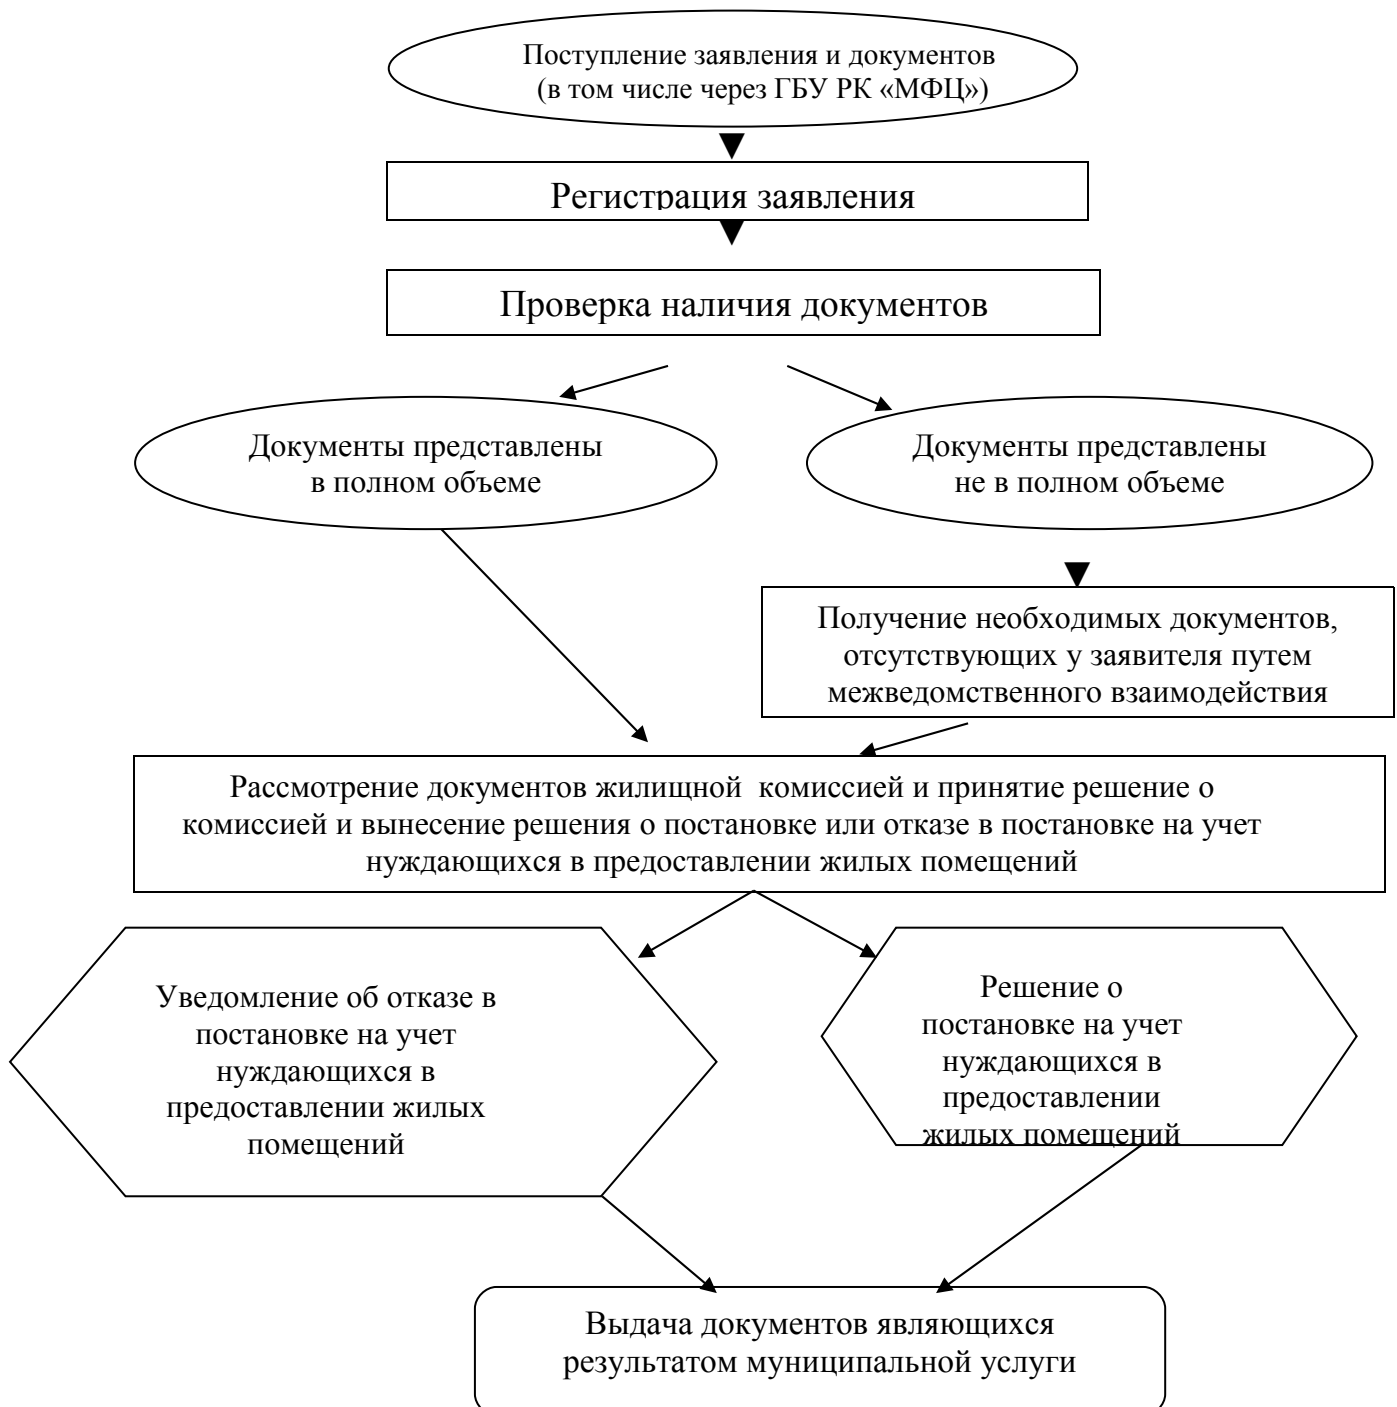 Поступление заявления и документов
(в том числе через ГБУ РК «МФЦ»)
Регистрация заявления
Проверка наличия документов
Документы представлены
в полном объеме
Документы представлены
не в полном объеме
Получение необходимых документов,
отсутствующих у заявителя путем
межведомственного взаимодействия
Рассмотрение документов жилищной комиссией и принятие решение о
комиссией и вынесение решения о постановке или отказе в постановке на учет
нуждающихся в предоставлении жилых помещений
Уведомление об отказе в
постановке на учет
нуждающихся в
предоставлении жилых
помещений
Решение о
постановке на учет
нуждающихся в
предоставлении
жилых помещений
Выдача документов являющихся
результатом муниципальной услуги